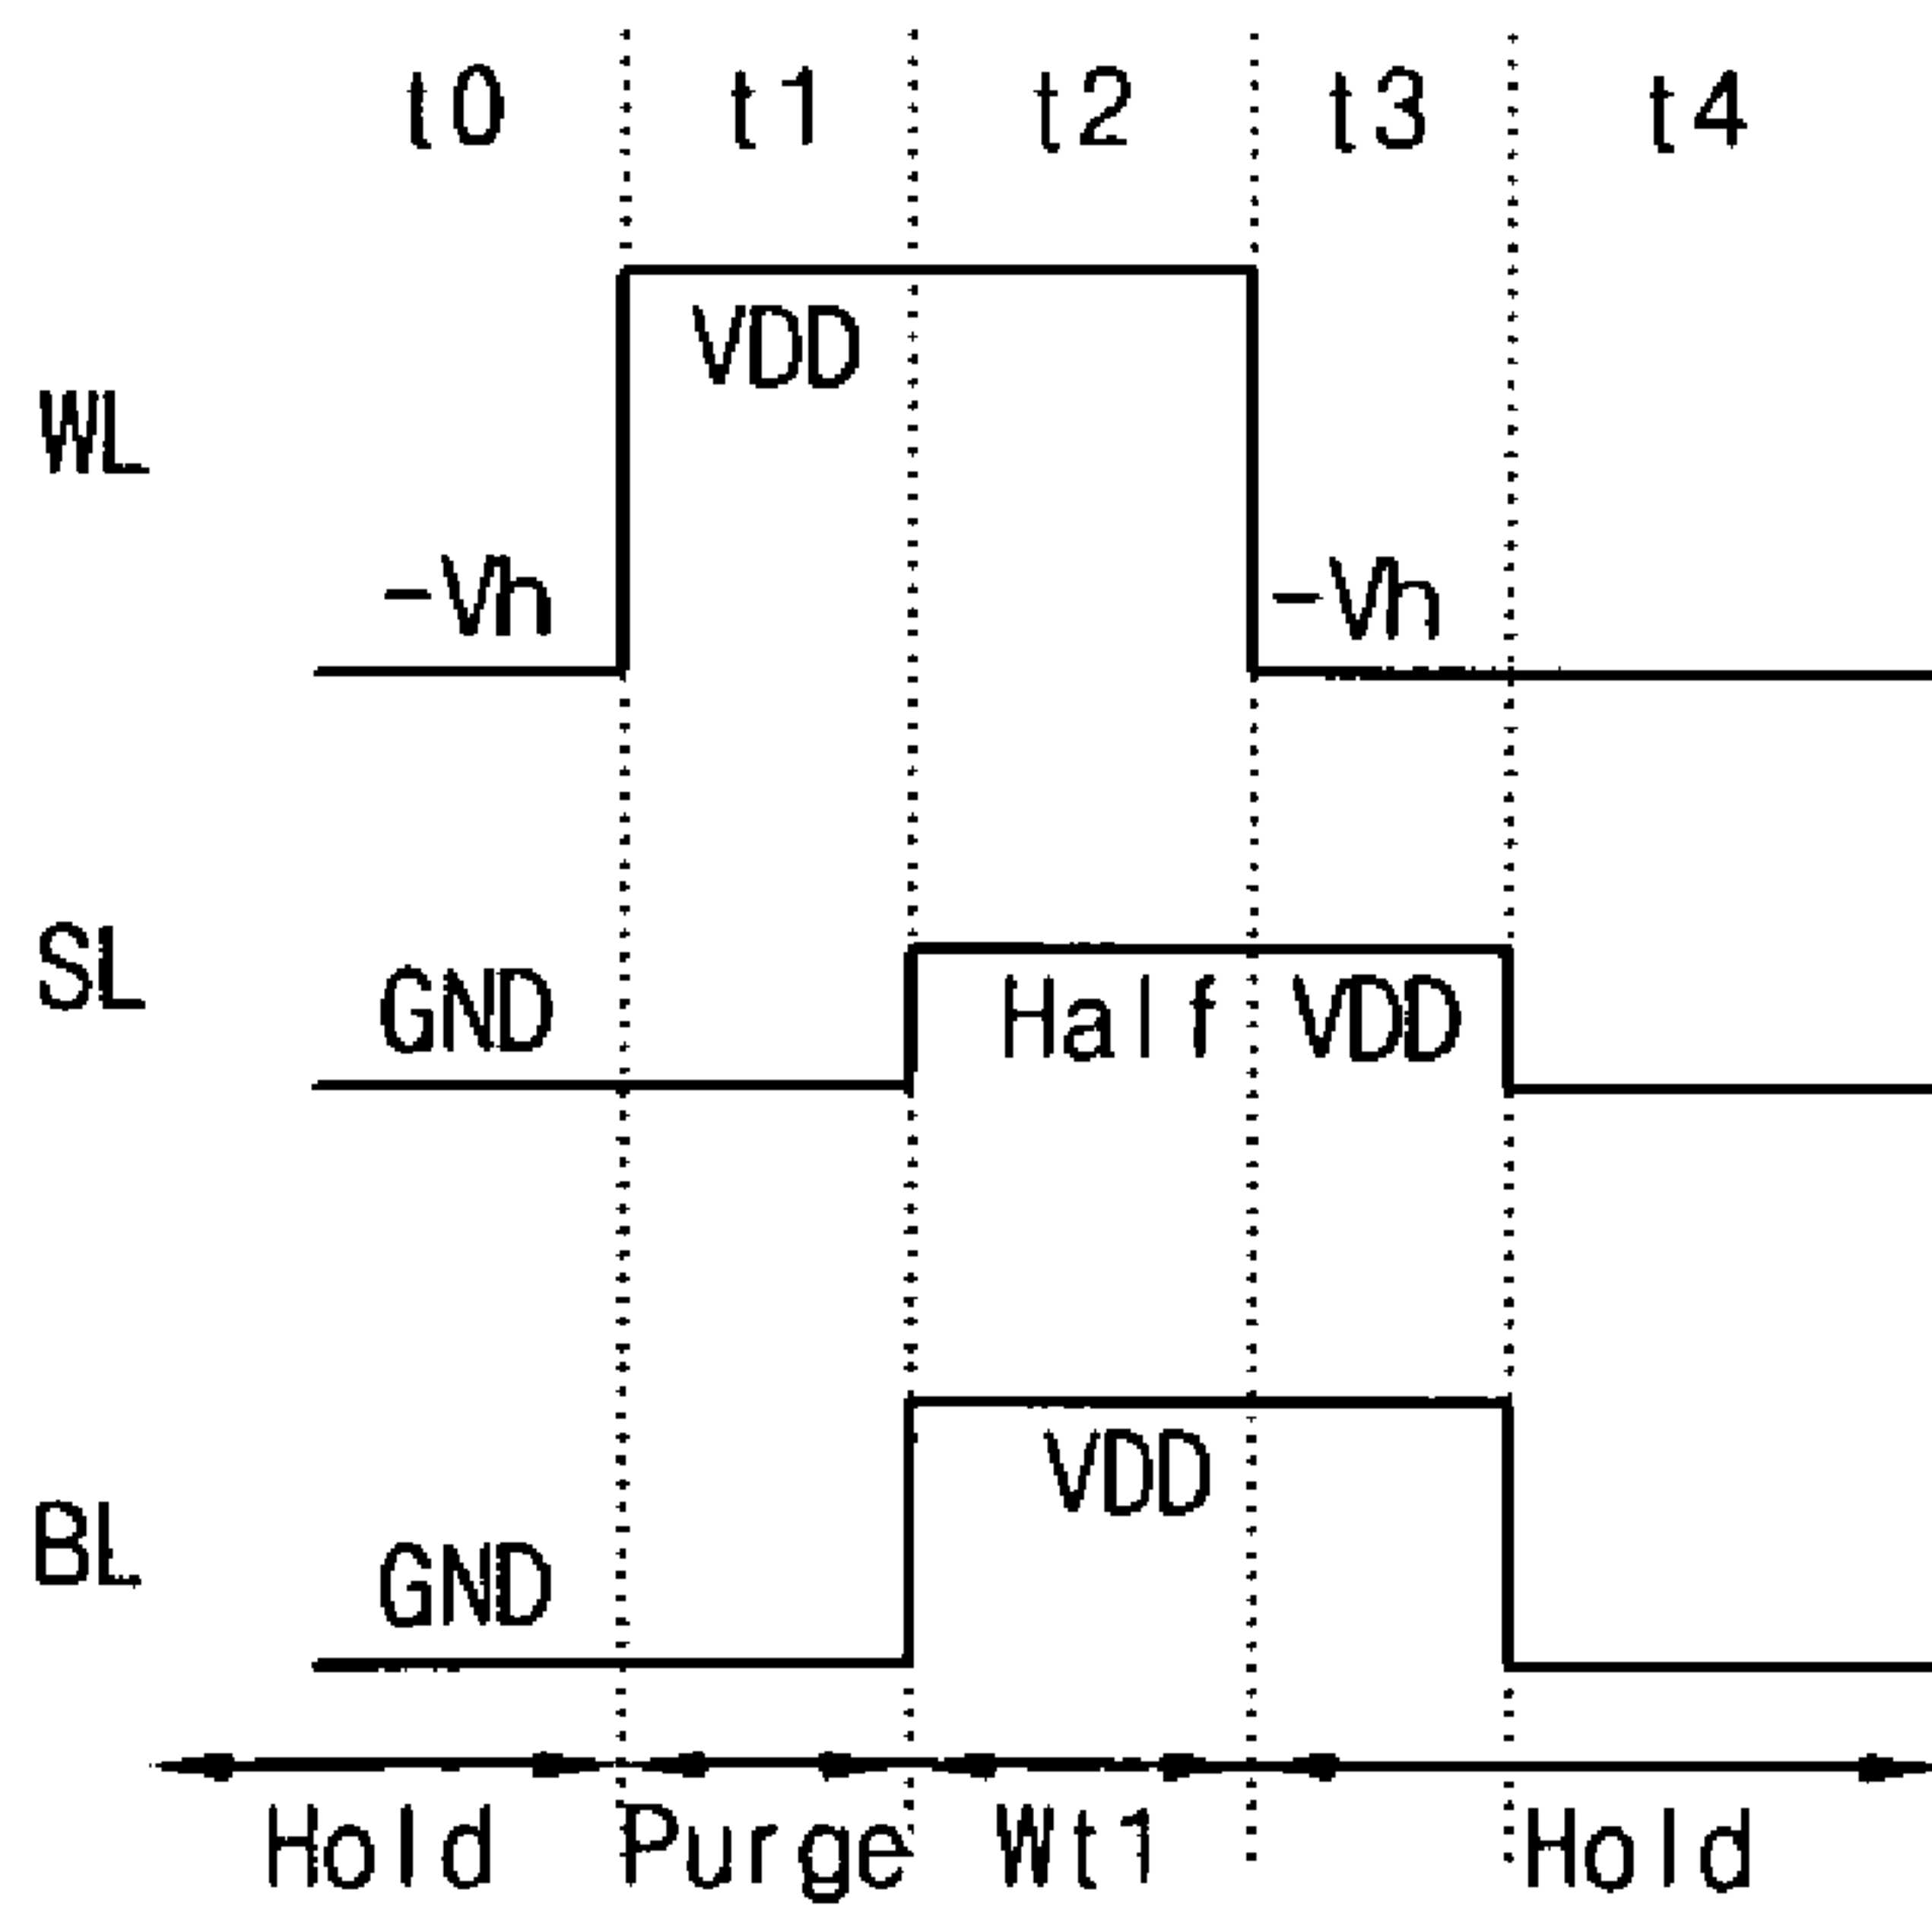 t0 t1 t2 t3 t4
VDD
WL
-Vh -Vh
SL GND Half VDD
VDD
BL GND
Hold Purge Wt1 Hold